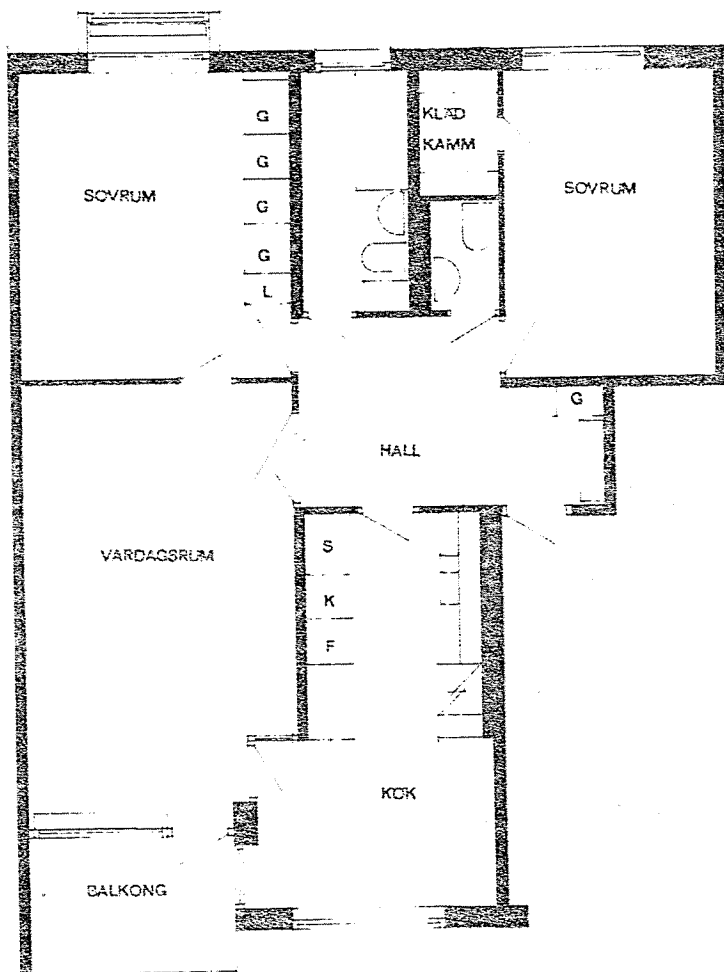 KLÄD
KAMM
SOVRUM
SOVRUM
G
G
G
G
L
G
HALL
VARDAGSRUM
S
K
F
KÖK
BALKONG